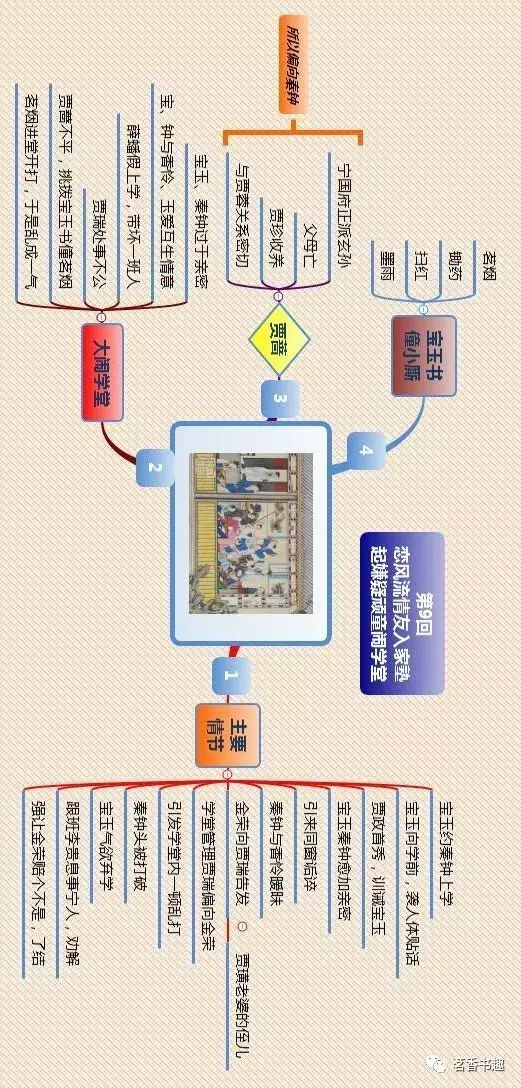 第9回
恋风流情友入家塾
起嫌疑顽童闹学堂
1
主要
情节
宝玉约秦钟上学
宝玉向学前，袭人体贴话
贾政首秀，训诫宝玉
宝玉秦钟愈加亲密
引来同窗诟谇
秦钟与香怜暧昧
金荣向贾瑞告发
贾璜老婆的侄儿
学堂管理贾瑞偏向金荣
引发学堂内一顿乱打
秦钟头被打破
宝玉气欲弃学
跟班李贵息事宁人，劝解
强让金荣赔个不是，了结
2
大闹学堂
宝玉、秦钟过于亲密
宝、钟与香怜、玉爱互生情意
薛蟠假上学，带坏一班人
贾瑞处事不公
贾蔷不平，挑拨宝玉书僮茗烟
茗烟进堂开打，于是乱成一气
3
贾蔷
宁国府正派玄孙
父母亡
贾珍收养
与贾蓉关系密切
所以偏向秦钟
4
宝玉书
僮小厮
茗烟
锄药
扫红
墨雨
茗香书趣